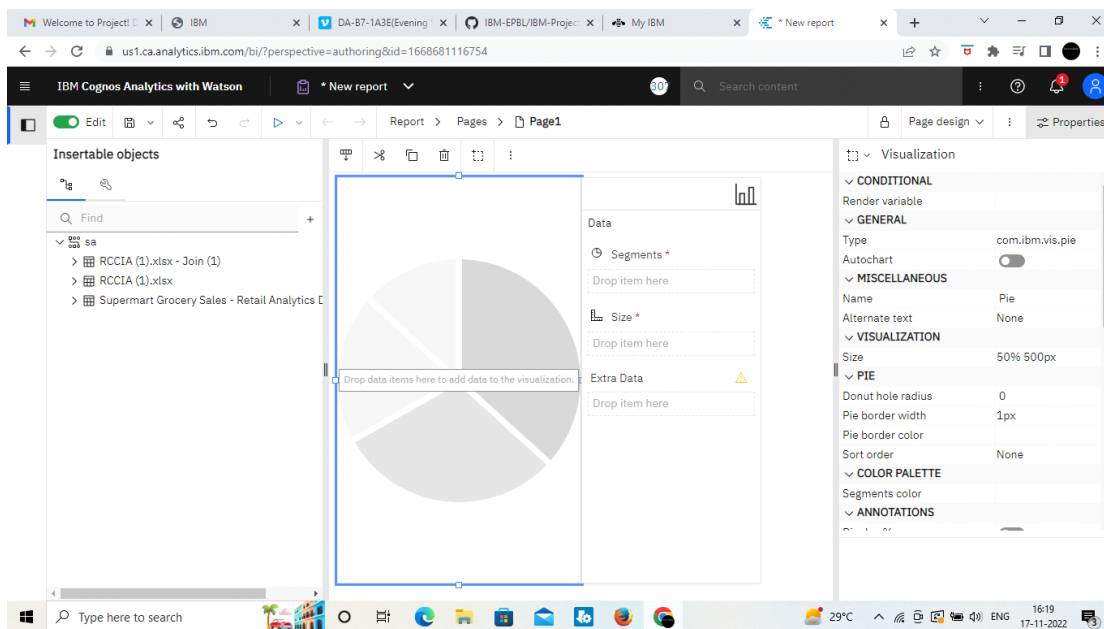 Welcome to Project!
IBM
DA-B7-1A3E(Evening
IBM-EPBL/IBM-Project
My IBM
* New report
us1.ca.analytics.ibm.com/bi/?perspective=authoring&id=1668681116754
IBM Cognos Analytics with Watson
* New report
Search content
1
Edit
Report > Pages > Page1
Page design
Properties
Insertable objects
Find
sa
RCCIA (1).xlsx - Join (1)
RCCIA (1).xlsx
Supermart Grocery Sales - Retail Analytics D
Drop data items here to add data to the visualization.
Data
Segments *
Drop item here
Size *
Drop item here
Extra Data
Drop item here
Visualization
CONDITIONAL
Render variable
GENERAL
Type com.ibm.vis.pie
Autochart
MISCELLANEOUS
Name Pie
Alternate text None
VISUALIZATION
Size 50% 500px
PIE
Donut hole radius 0
Pie border width 1px
Pie border color
Sort order None
COLOR PALETTE
Segments color
ANNOTATIONS
Type here to search
29°C
ENG
16:19
17-11-2022
3